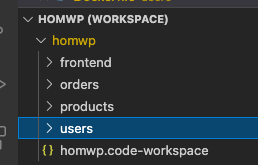 HOMWP (WORKSPACE)
homwp
frontend
orders
products
users
{} homwp.code-workspace